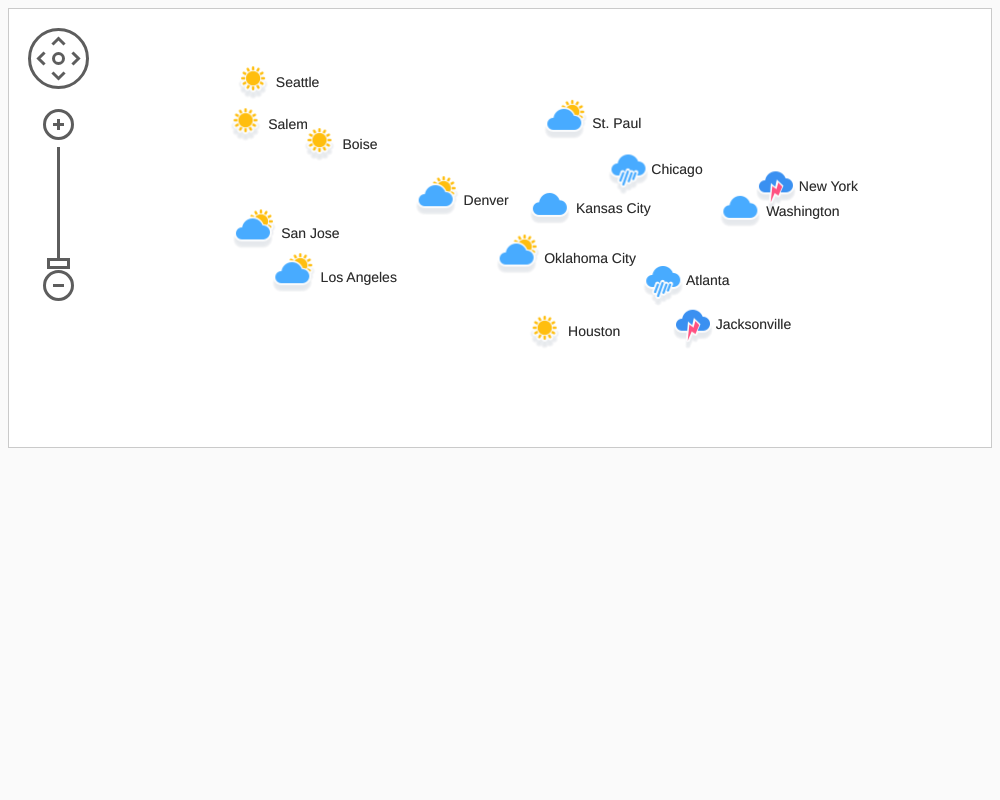 Seattle
Salem
Boise
St. Paul
Chicago
New York
Denver
Kansas City
Washington
San Jose
Oklahoma City
Los Angeles
Atlanta
Houston
Jacksonville